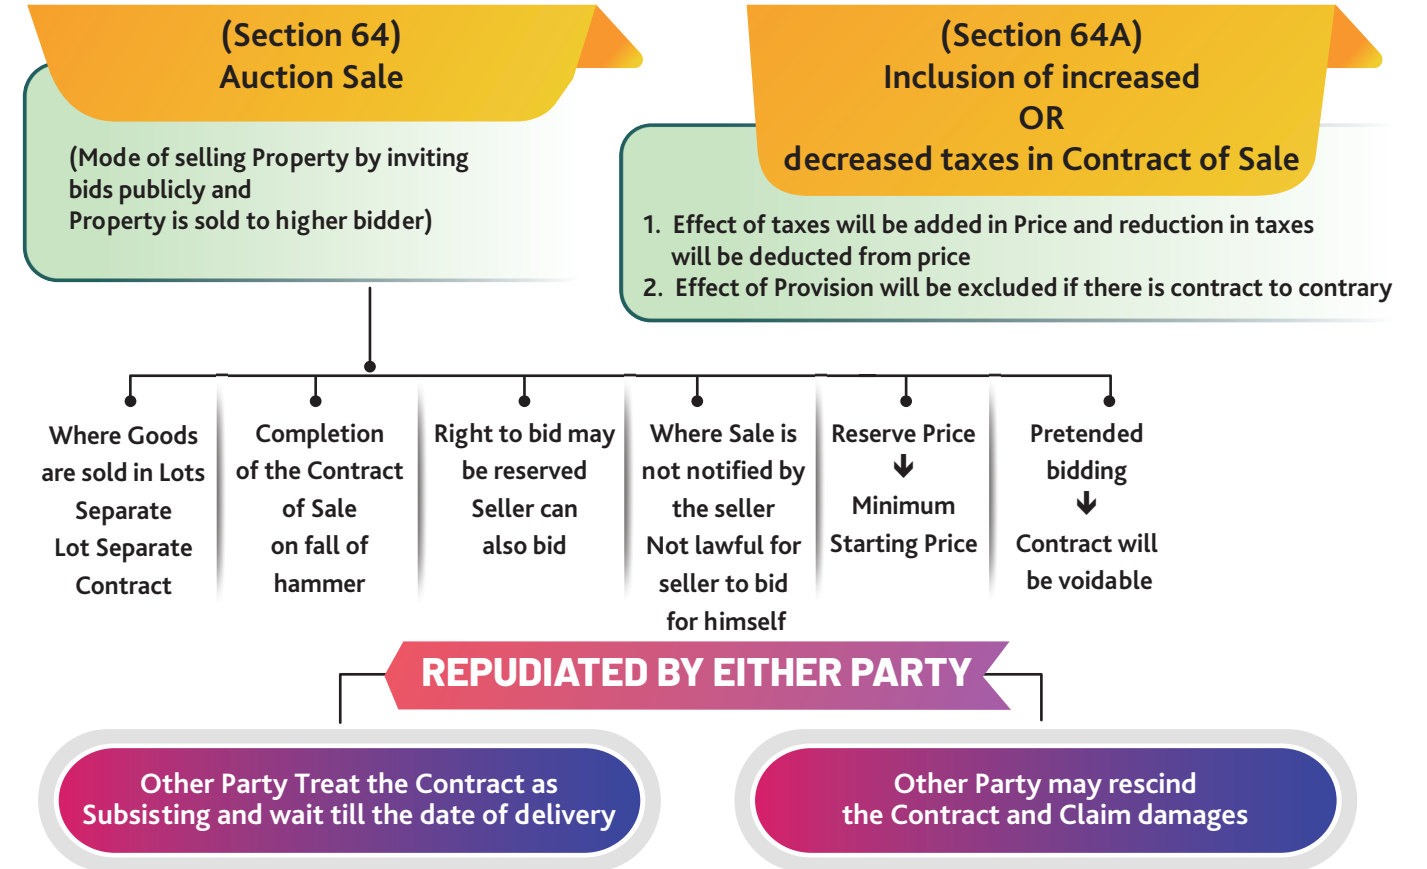 (Section 64)
Auction Sale
(Mode of selling Property by inviting
bids publicly and
Property is sold to higher bidder)
(Section 64A)
Inclusion of increased
OR
decreased taxes in Contract of Sale
1. Effect of taxes will be added in Price and reduction in taxes
will be deducted from price
2. Effect of Provision will be excluded if there is contract to contrary
Where Goods
are sold in Lots
Separate
Lot Separate
Contract
Completion
of the Contract
of Sale
on fall of
hammer
Right to bid may
be reserved
Seller can
also bid
Where Sale is
not notified by
the seller
Not lawful for
seller to bid
for himself
Reserve Price
Minimum
Starting Price
Pretended
bidding
Contract will
be voidable
REPUDIATED BY EITHER PARTY
Other Party Treat the Contract as
Subsisting and wait till the date of delivery
Other Party may rescind
the Contract and Claim damages